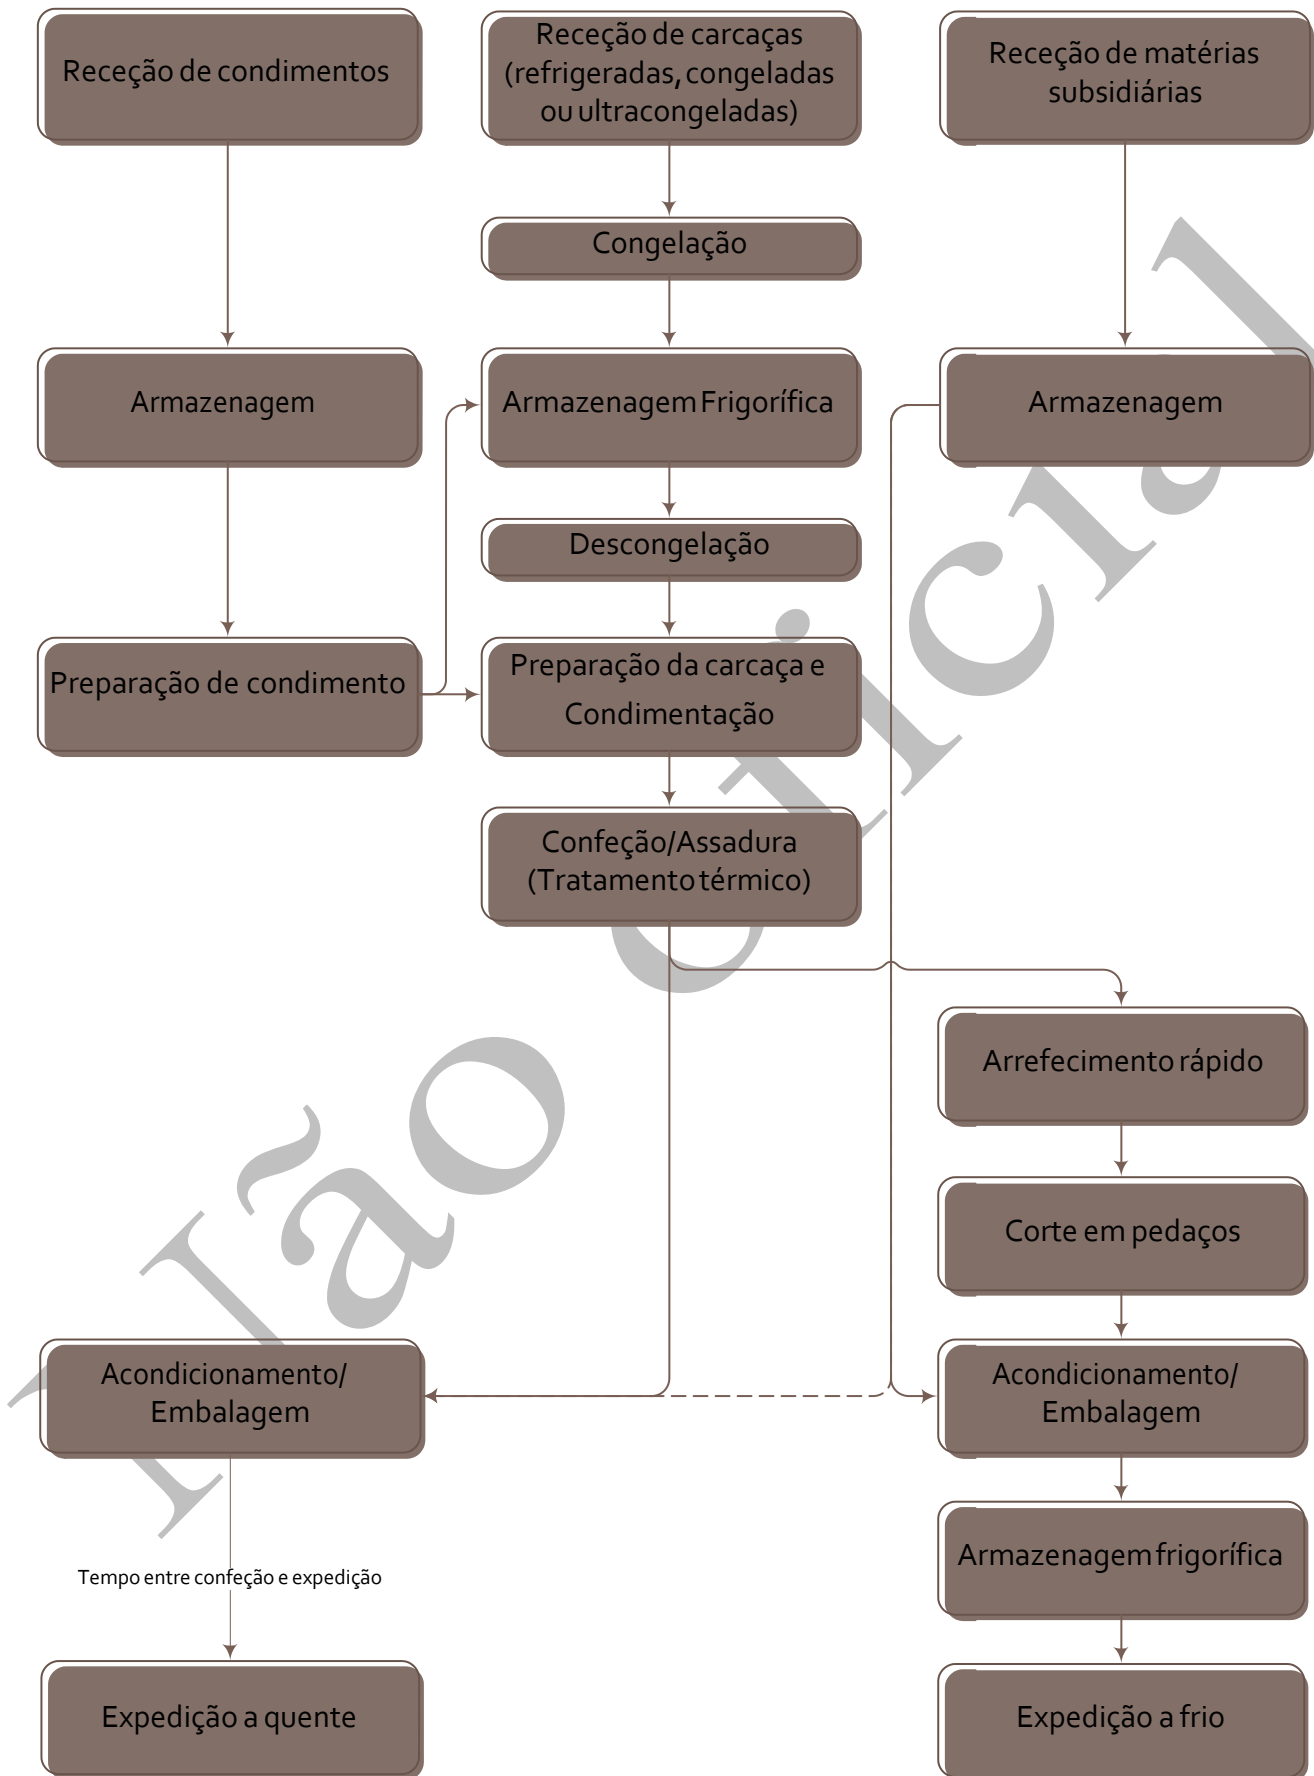 Receção de condimentos
Receção de carcaças
(refrigeradas, congeladas
ou ultracongeladas)
Receção de matérias
subsidiárias
Congelação
Armazenagem
Armazenagem Frigorífica
Armazenagem
Descongelação
Preparação de condimento
Preparação da carcaça e
Condimentação
Confeção/Assadura
(Tratamento térmico)
Arrefecimento rápido
Corte em pedaços
Acondicionamento/
Embalagem
Acondicionamento/
Embalagem
Armazenagem frigorífica
Tempo entre confeção e expedição
Expedição a quente
Expedição a frio
Não oficial